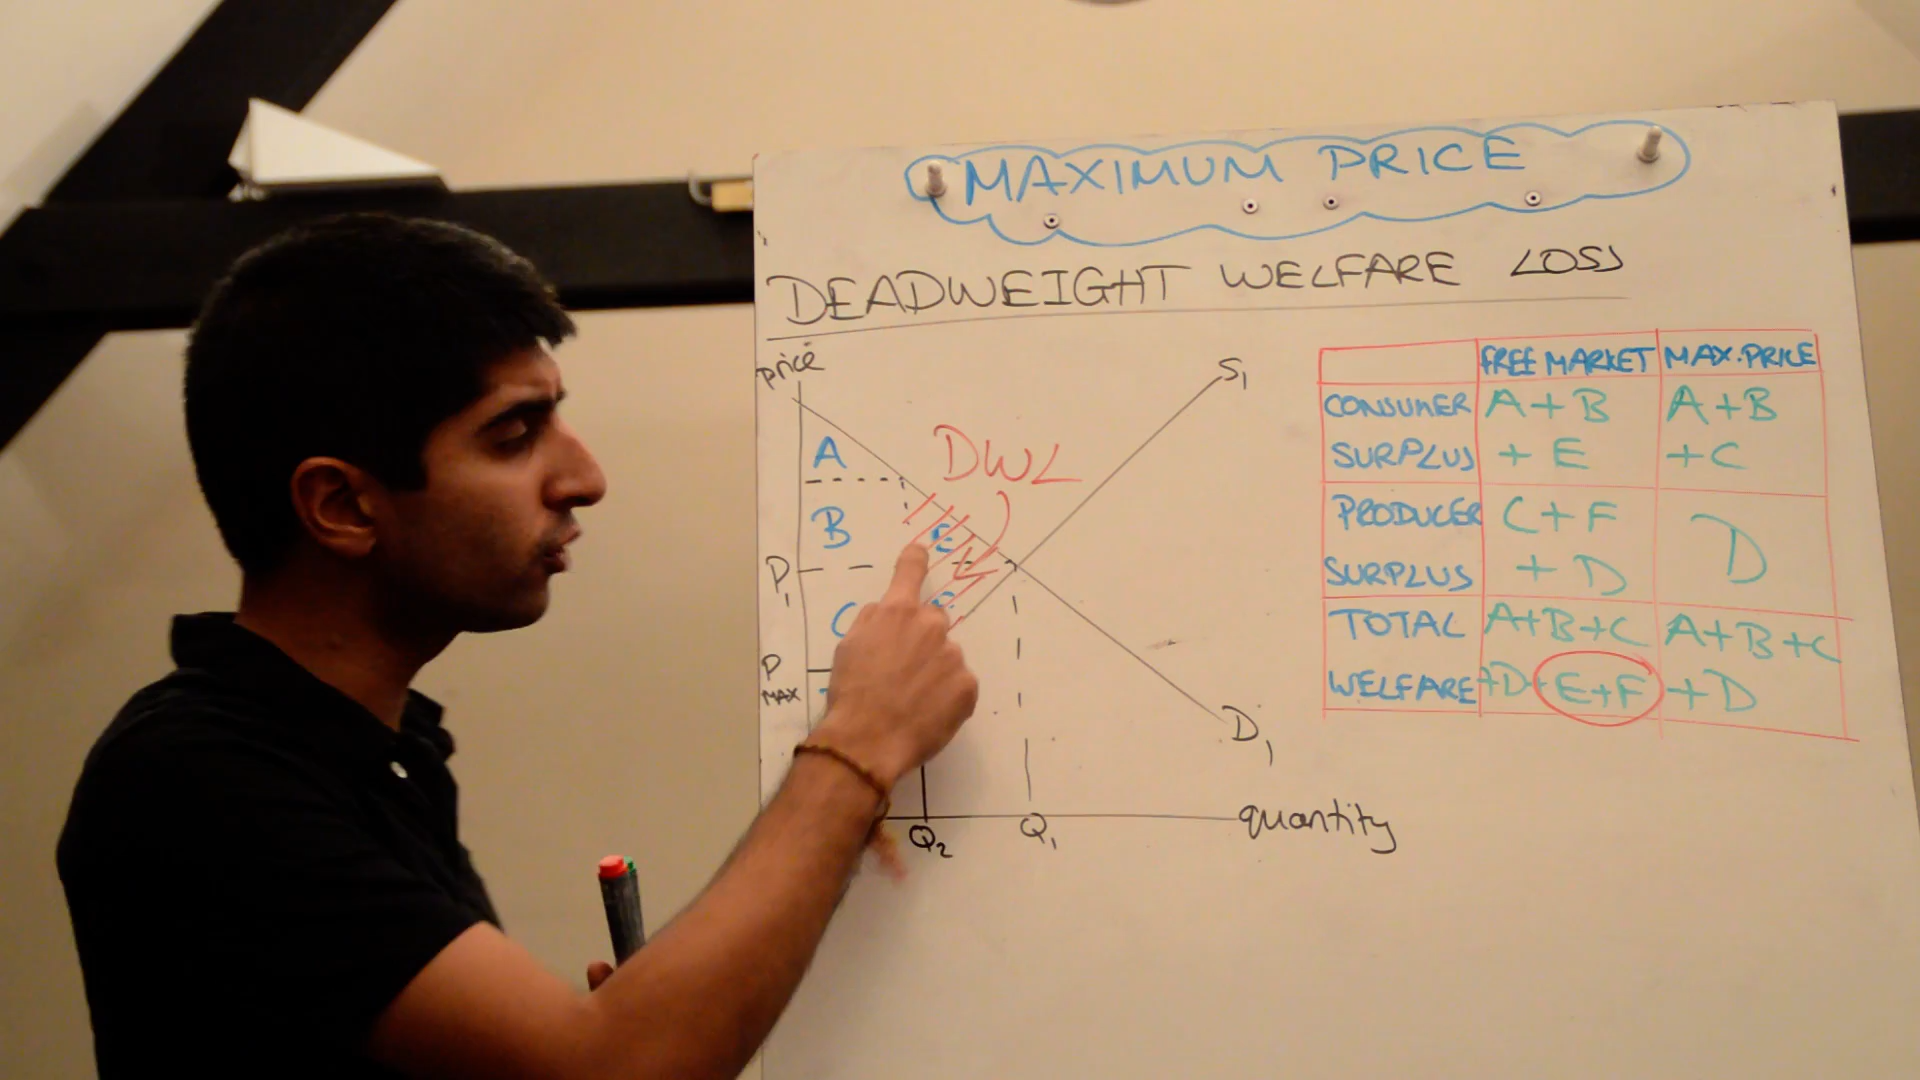 MAXIMUM PRICE
DEADWEIGHT WELFARE LOSS
price
S1
A
DWL
B
E
P1
C
P
MAX
D1
Q2
Q1
quantity
FREE MARKET MAX.PRICE
CONSUMER A+B A+B
SURPLUS + E +C
PRODUCER C+F
SURPLUS + D D
TOTAL A+B+C A+B+C
WELFARE +D+E+F +D